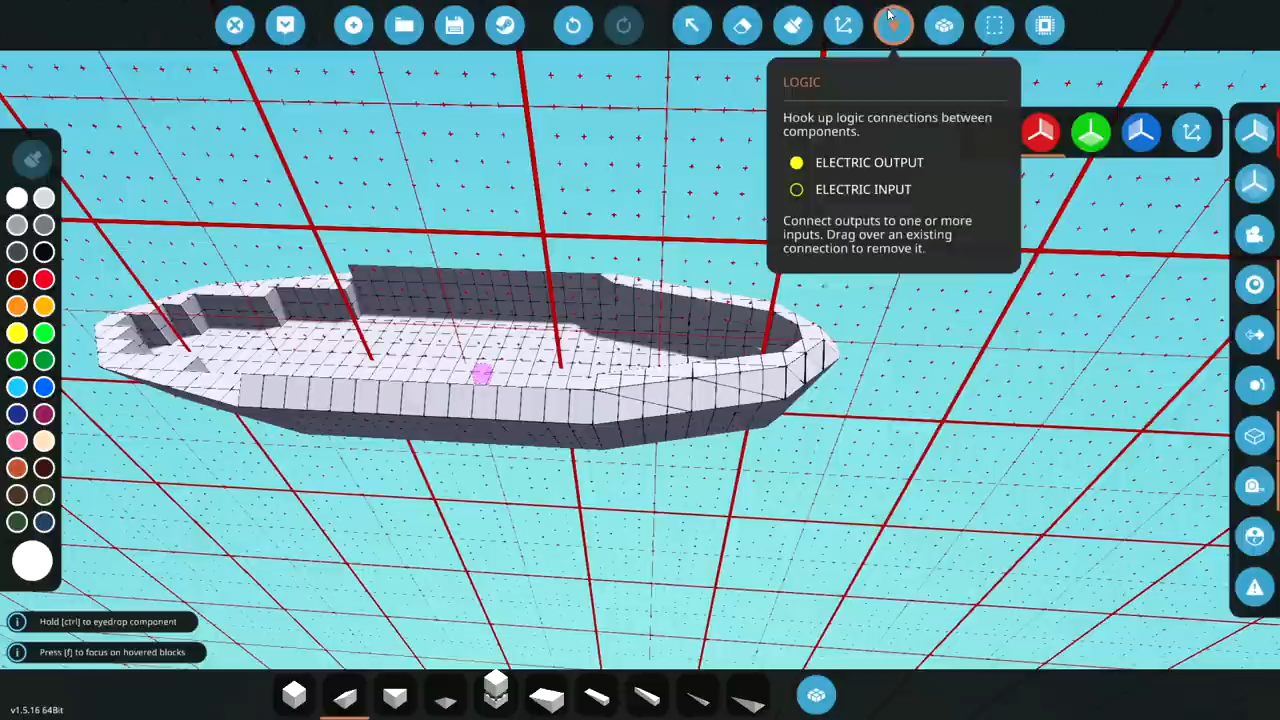 LOGIC
Hook up logic connections between
components.
ELECTRIC OUTPUT
ELECTRIC INPUT
Connect outputs to one or more
inputs. Drag over an existing
connection to remove it.
Hold [ctrl] to eyedrop component
Press [f] to focus on hovered blocks
v1.5.16 64Bit